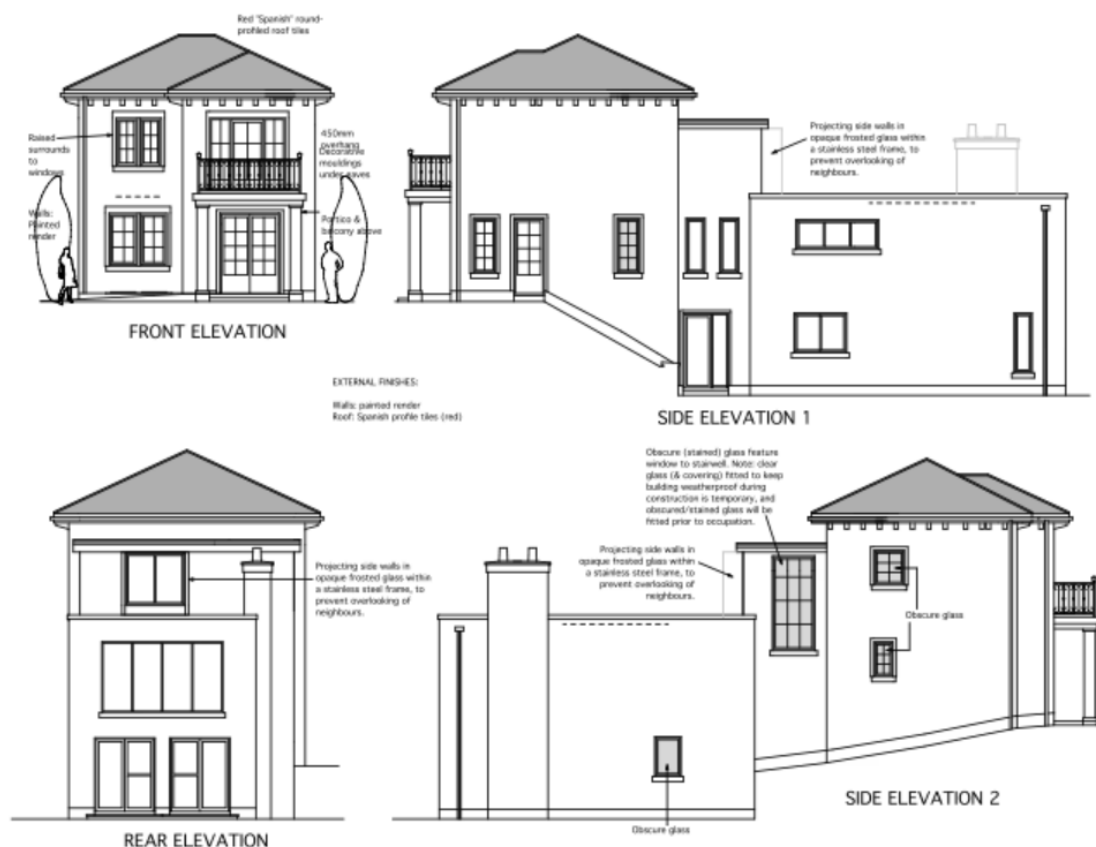 Red "Spanish" round-
profiled roof tiles
Raised
surrounds
to
windows
450mm
overhang
Decorative
mouldings
under eaves
Walls:
Painted
render
Portico &
balcony above
FRONT ELEVATION
Projecting side walls in
opaque frosted glass within
a stainless steel frame, to
prevent overlooking of
neighbours.
SIDE ELEVATION 1
EXTERNAL FINISHES:
Walls: painted render
Roof: Spanish profile tiles (red)
Projecting side walls in
opaque frosted glass within
a stainless steel frame, to
prevent overlooking of
neighbours.
REAR ELEVATION
Obscure (stained) glass feature
window to stairwell. Note: clear
glass (& covering) fitted to keep
building weatherproof during
construction is temporary, and
obscured/stained glass will be
fitted prior to occupation.
Projecting side walls in
opaque frosted glass within
a stainless steel frame, to
prevent overlooking of
neighbours.
Obscure glass
Obscure glass
SIDE ELEVATION 2